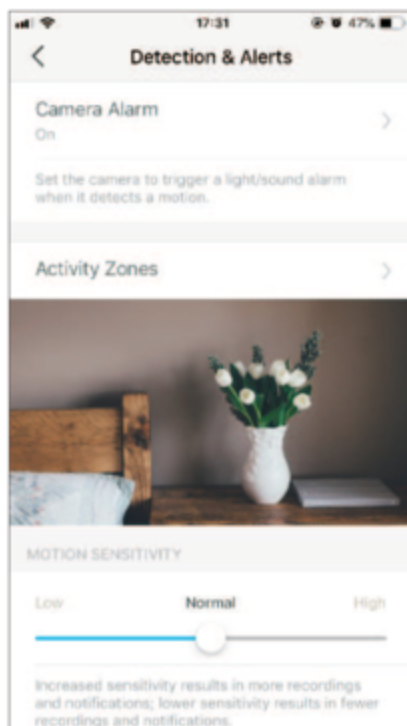 17:31
47%
Detection & Alerts
Camera Alarm
On
Set the camera to trigger a light/sound alarm
when it detects a motion.
Activity Zones
MOTION SENSITIVITY
Low Normal High
Increased sensitivity results in more recordings
and notifications; lower sensitivity results in fewer
recordings and notifications.